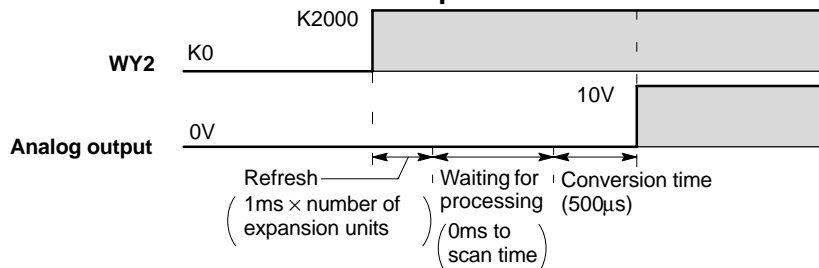 K2000
WY2
K0
10V
Analog output
0V
Refresh
(1ms × number of
expansion units)
Waiting for
processing
(0ms to
scan time)
Conversion time
(500μs)